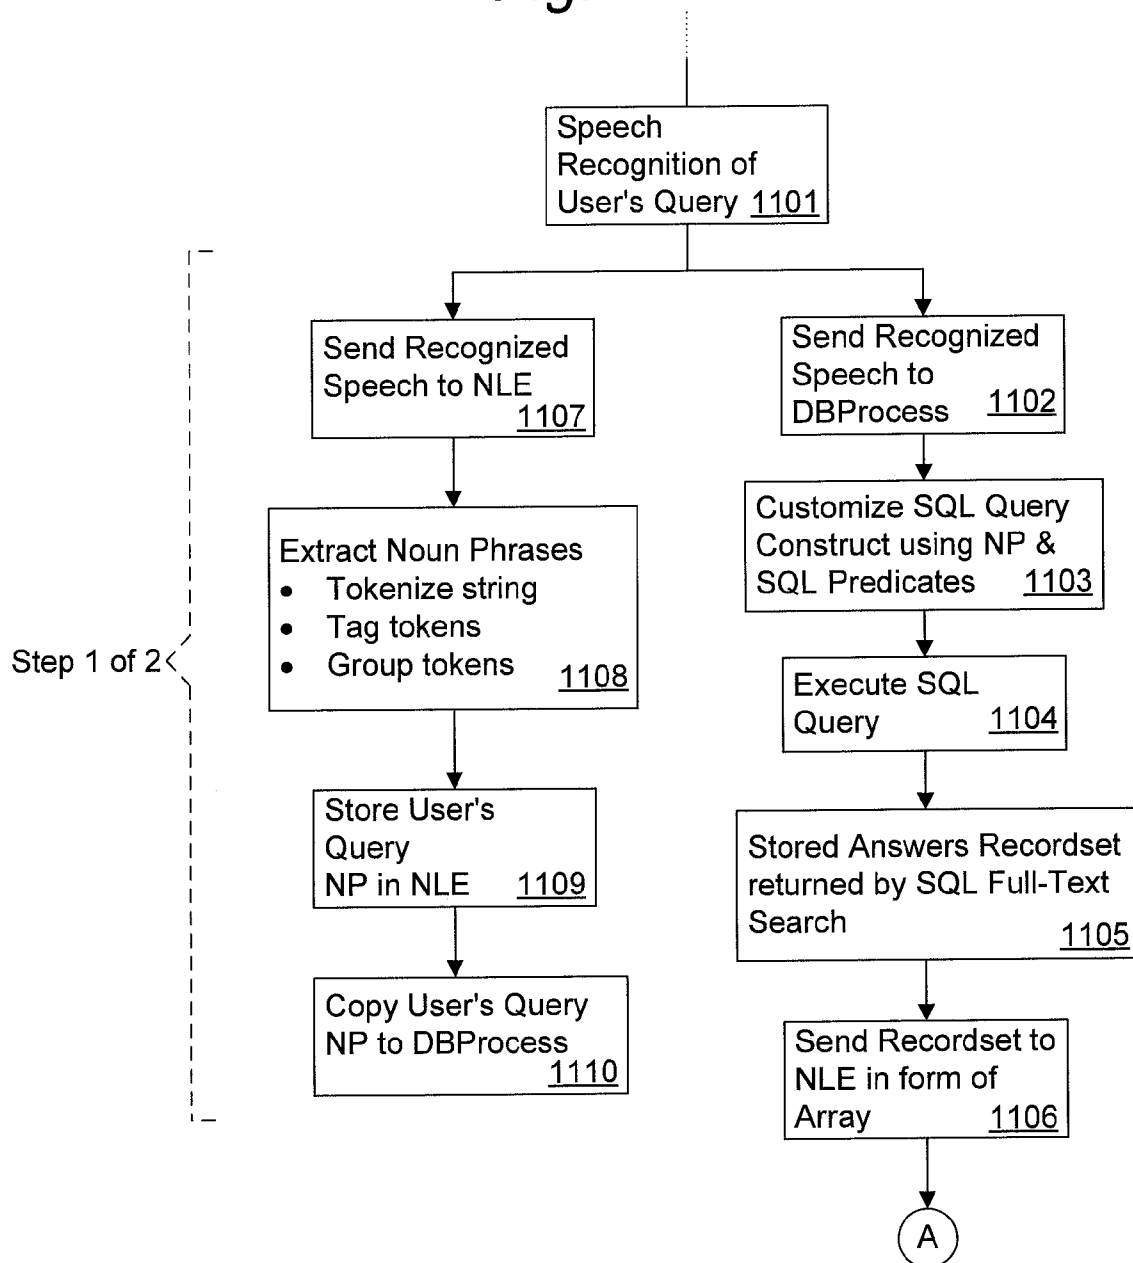 Speech
Recognition of
User's Query 1101
Send Recognized
Speech to NLE
1107
Send Recognized
Speech to
DBProcess 1102
Extract Noun Phrases
• Tokenize string
• Tag tokens
• Group tokens
1108
Customize SQL Query
Construct using NP &
SQL Predicates 1103
Step 1 of 2
Execute SQL
Query 1104
Store User's
Query
NP in NLE 1109
Stored Answers Recordset
returned by SQL Full-Text
Search
1105
Copy User's Query
NP to DBProcess
1110
Send Recordset to
NLE in form of
Array 1106
A